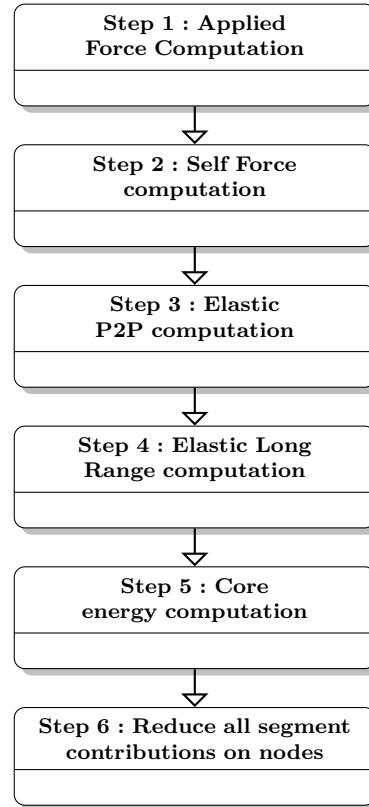 Step 1 : Applied
Force Computation
Step 2 : Self Force
computation
Step 3 : Elastic
P2P computation
Step 4 : Elastic Long
Range computation
Step 5 : Core
energy computation
Step 6 : Reduce all segment
contributions on nodes